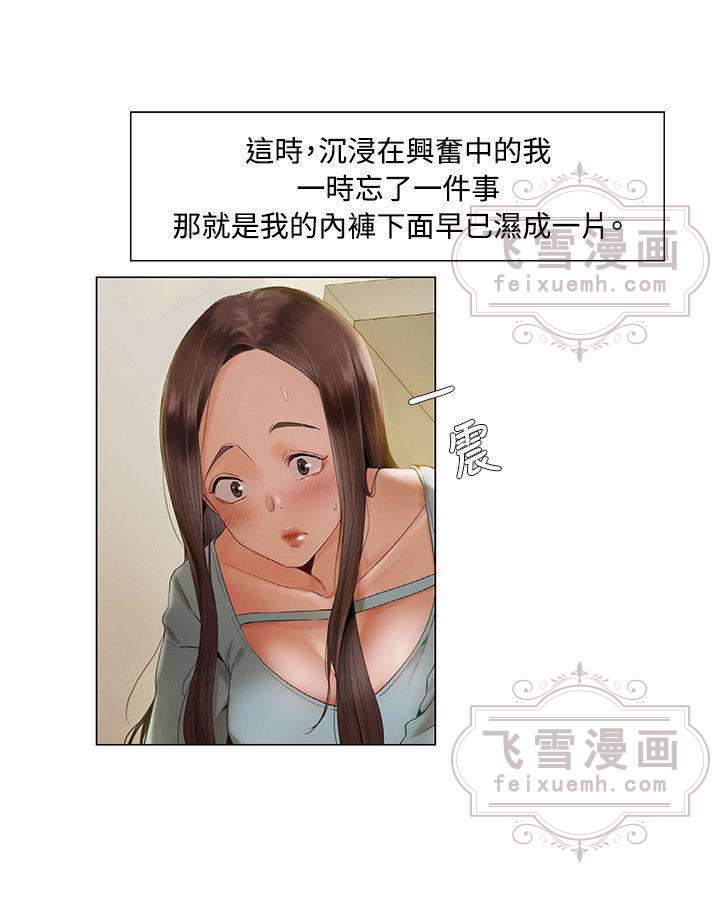 這時，沉浸在興奮中的我
一時忘了一件事
那就是我的內褲下面早已濕成一片。
飞雪漫画
feixuemh.com
一震
飞雪漫画
feixuemh.com